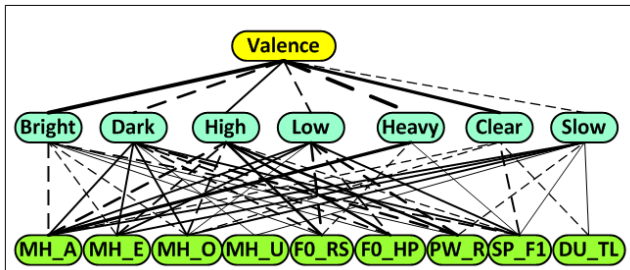 Valence
Bright Dark High Low Heavy Clear Slow
MH_A MH_E MH_O MH_U F0_RS F0_HP PW_R SP_F1 DU_TL